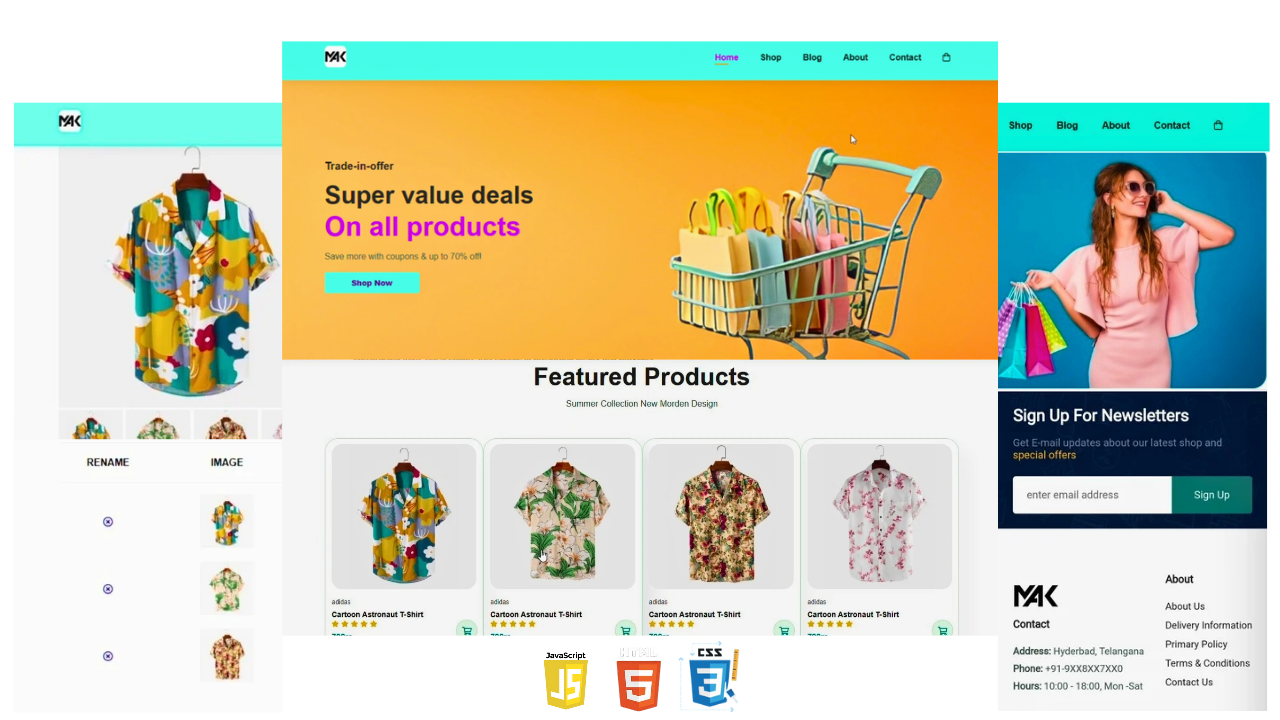 MAK
Home Shop Blog About Contact
MAK
Shop Blog About Contact
Trade-in-offer
Super value deals
On all products
Save more with coupons & up to 70% off!
Shop Now
Featured Products
Summer Collection New Morden Design
Sign Up For Newsletters
Get E-mail updates about our latest shop and
special offers
enter email address Sign Up
RENAME IMAGE
adidas adidas adidas adidas
Cartoon Astronaut T-Shirt Cartoon Astronaut T-Shirt Cartoon Astronaut T-Shirt Cartoon Astronaut T-Shirt
MAK
Contact
Address: Hyderbad, Telangana
Phone: +91-9XX8XX7XX0
Hours: 10:00 - 18:00, Mon -Sat
About
About Us
Delivery Information
Primary Policy
Terms & Conditions
Contact Us
JavaScript HTML CSS
JS 5 3